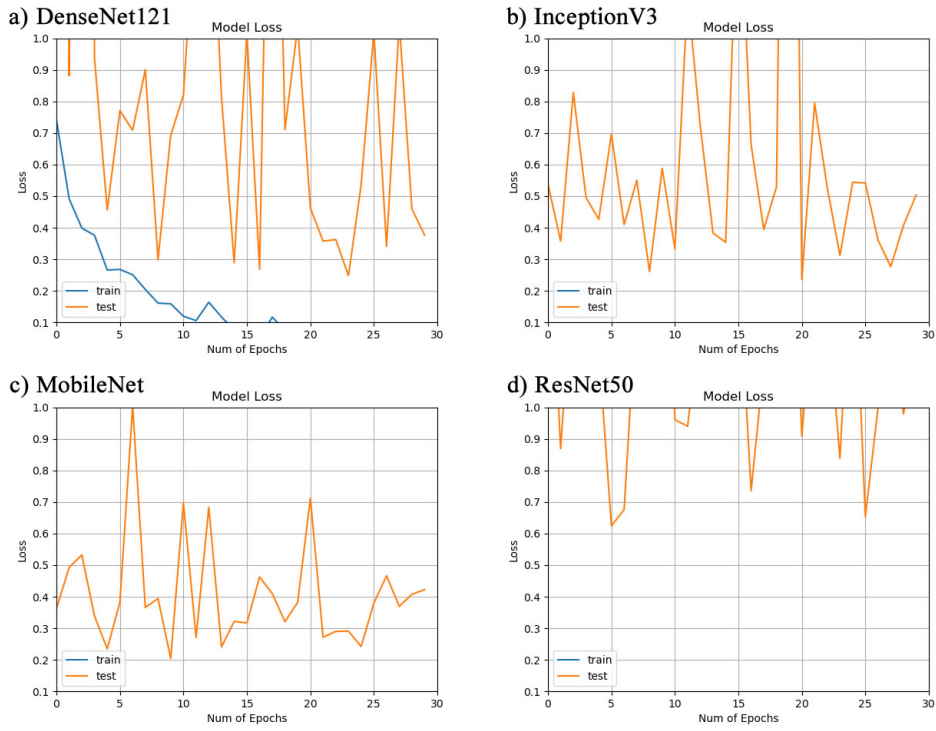 a) DenseNet121
Model Loss
1.0
0.9
0.8
0.7
0.6
0.5
0.4
0.3
0.2
0.1
Loss
train
test
0 5 10 15 20 25 30
Num of Epochs
b) InceptionV3
Model Loss
1.0
0.9
0.8
0.7
0.6
0.5
0.4
0.3
0.2
0.1
Loss
train
test
0 5 10 15 20 25 30
Num of Epochs
c) MobileNet
Model Loss
1.0
0.9
0.8
0.7
0.6
0.5
0.4
0.3
0.2
0.1
Loss
train
test
0 5 10 15 20 25 30
Num of Epochs
d) ResNet50
Model Loss
1.0
0.9
0.8
0.7
0.6
0.5
0.4
0.3
0.2
0.1
Loss
train
test
0 5 10 15 20 25 30
Num of Epochs